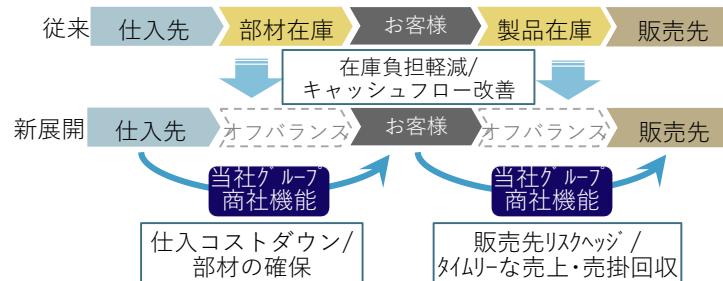 従来 仕入先 部材在庫 お客様 製品在庫 販売先
在庫負担軽減/
キャッシュフロー改善
新展開 仕入先 オフバランス お客様 オフバランス 販売先
当社グループ
商社機能
当社グループ
商社機能
仕入コストダウン/
部材の確保
販売先リスクヘッジ/
タイムリーな売上・売掛回収